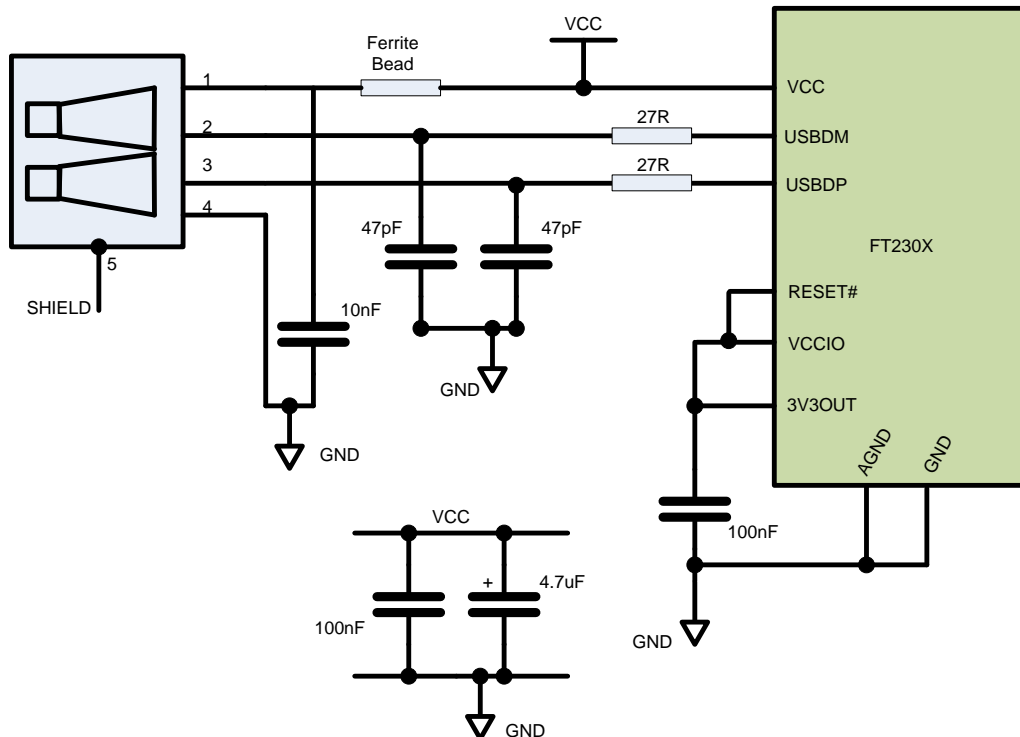 VCC
Ferrite
Bead
1
VCC
27R
2
USBDM
27R
3
USBDP
4
47pF
47pF
FT230X
5
SHIELD
RESET#
10nF
VCCIO
GND
3V3OUT
GND
AGND
GND
VCC
100nF
+
4.7uF
100nF
GND
GND